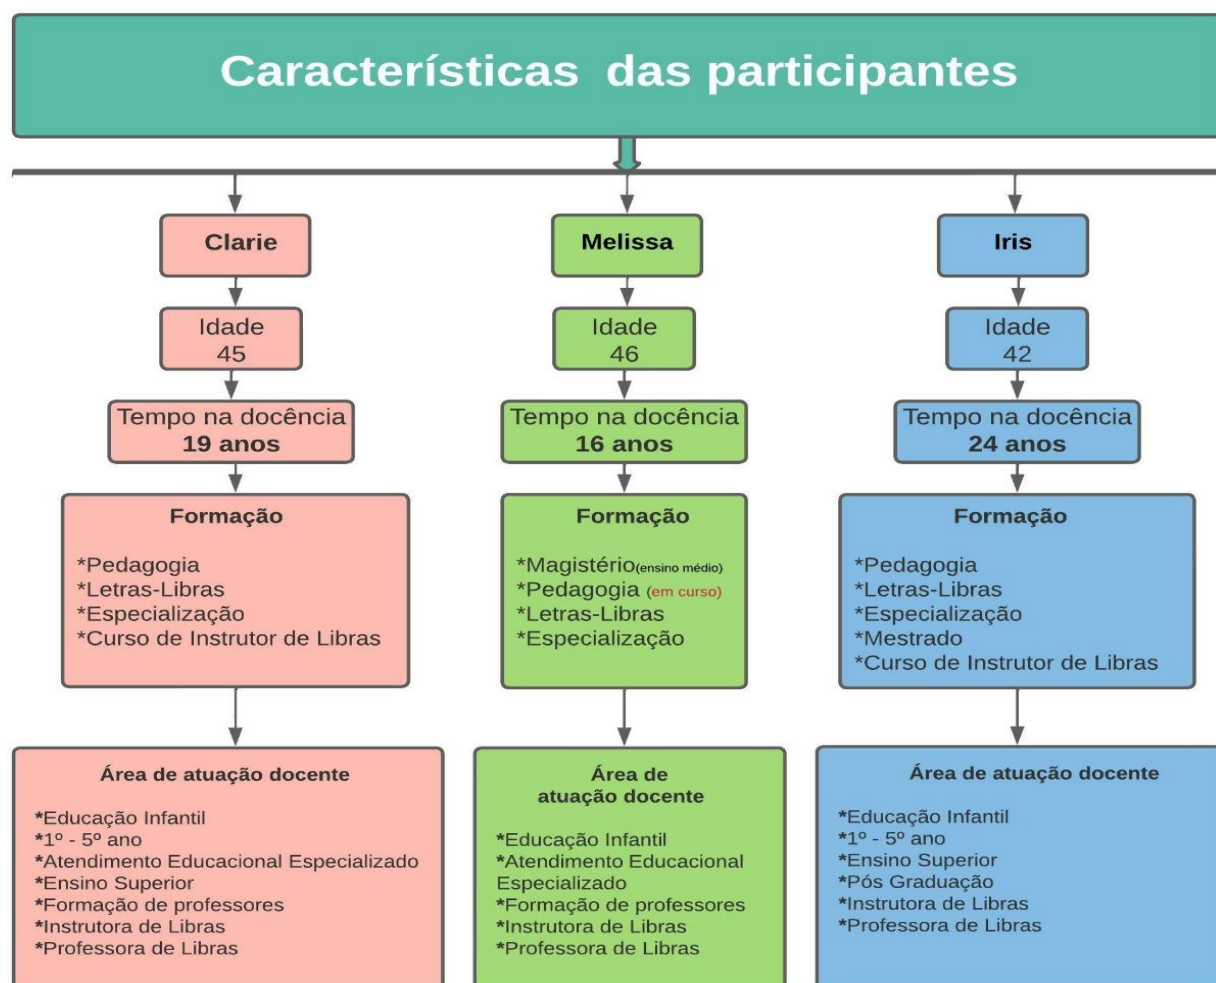 Características das participantes
Clarie
Idade
45
Tempo na docência
19 anos
Formação
*Pedagogia
*Letras-Libras
*Especialização
*Curso de Instrutor de Libras
Área de atuação docente
*Educação Infantil
*1º - 5º ano
*Atendimento Educacional Especializado
*Ensino Superior
*Formação de professores
*Instrutora de Libras
*Professora de Libras
Melissa
Idade
46
Tempo na docência
16 anos
Formação
*Magistério(ensino médio)
*Pedagogia (em curso)
*Letras-Libras
*Especialização
Área de
atuação docente
*Educação Infantil
*Atendimento Educacional
Especializado
*Formação de professores
*Instrutora de Libras
*Professora de Libras
Iris
Idade
42
Tempo na docência
24 anos
Formação
*Pedagogia
*Letras-Libras
*Especialização
*Mestrado
*Curso de Instrutor de Libras
Área de atuação docente
*Educação Infantil
*1º - 5º ano
*Ensino Superior
*Pós Graduação
*Instrutora de Libras
*Professora de Libras